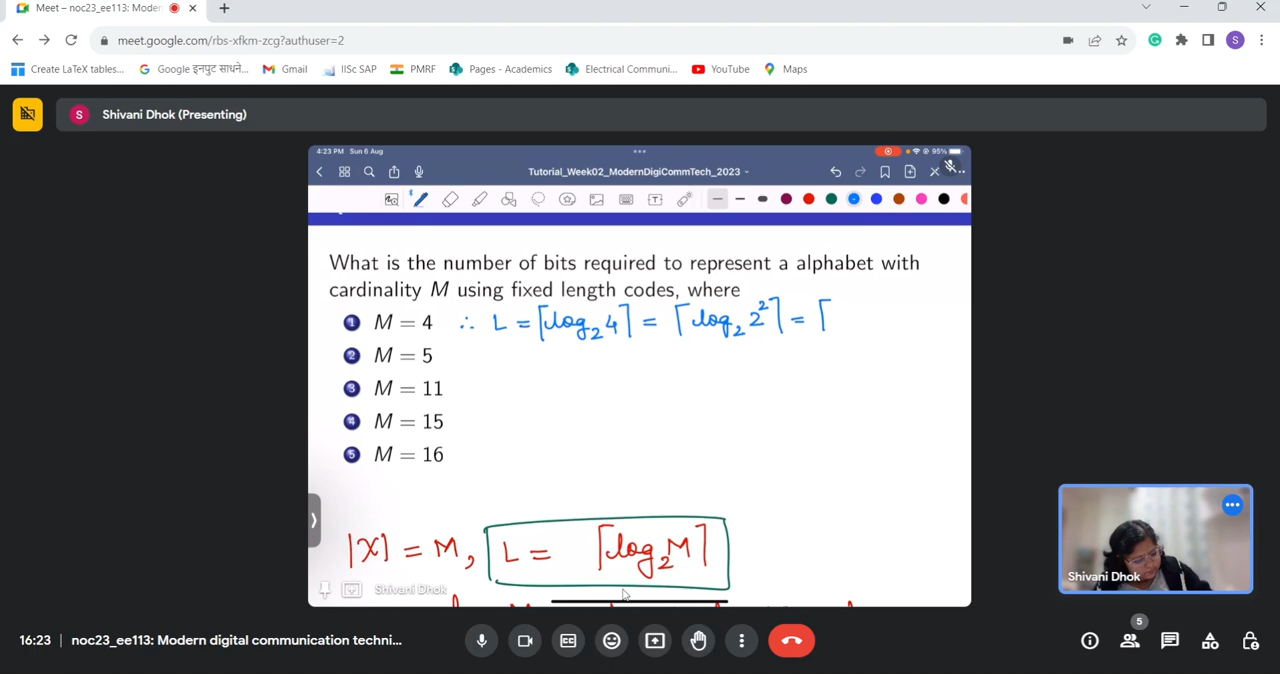 Meet – noc23_ee113: Modern
meet.google.com/rbs-xfkm-zcg?authuser=2
Create LaTeX tables... Google इनपुट साधने... Gmail IISc SAP PMRF Pages - Academics Electrical Communi... YouTube Maps
S Shivani Dhok (Presenting)
4:23 PM Sun 6 Aug 95%
Tutorial_Week02_ModernDigiCommTech_2023
What is the number of bits required to represent a alphabet with
cardinality M using fixed length codes, where
1 M = 4 ∴ L = ⌈log₂4⌉ = ⌈log₂ 2²⌉ = ⌈
2 M = 5
3 M = 11
4 M = 15
5 M = 16
|X| = M, L = ⌈log₂M⌉
Shivani Dhok
Shivani Dhok
16:23 | noc23_ee113: Modern digital communication techni...
5